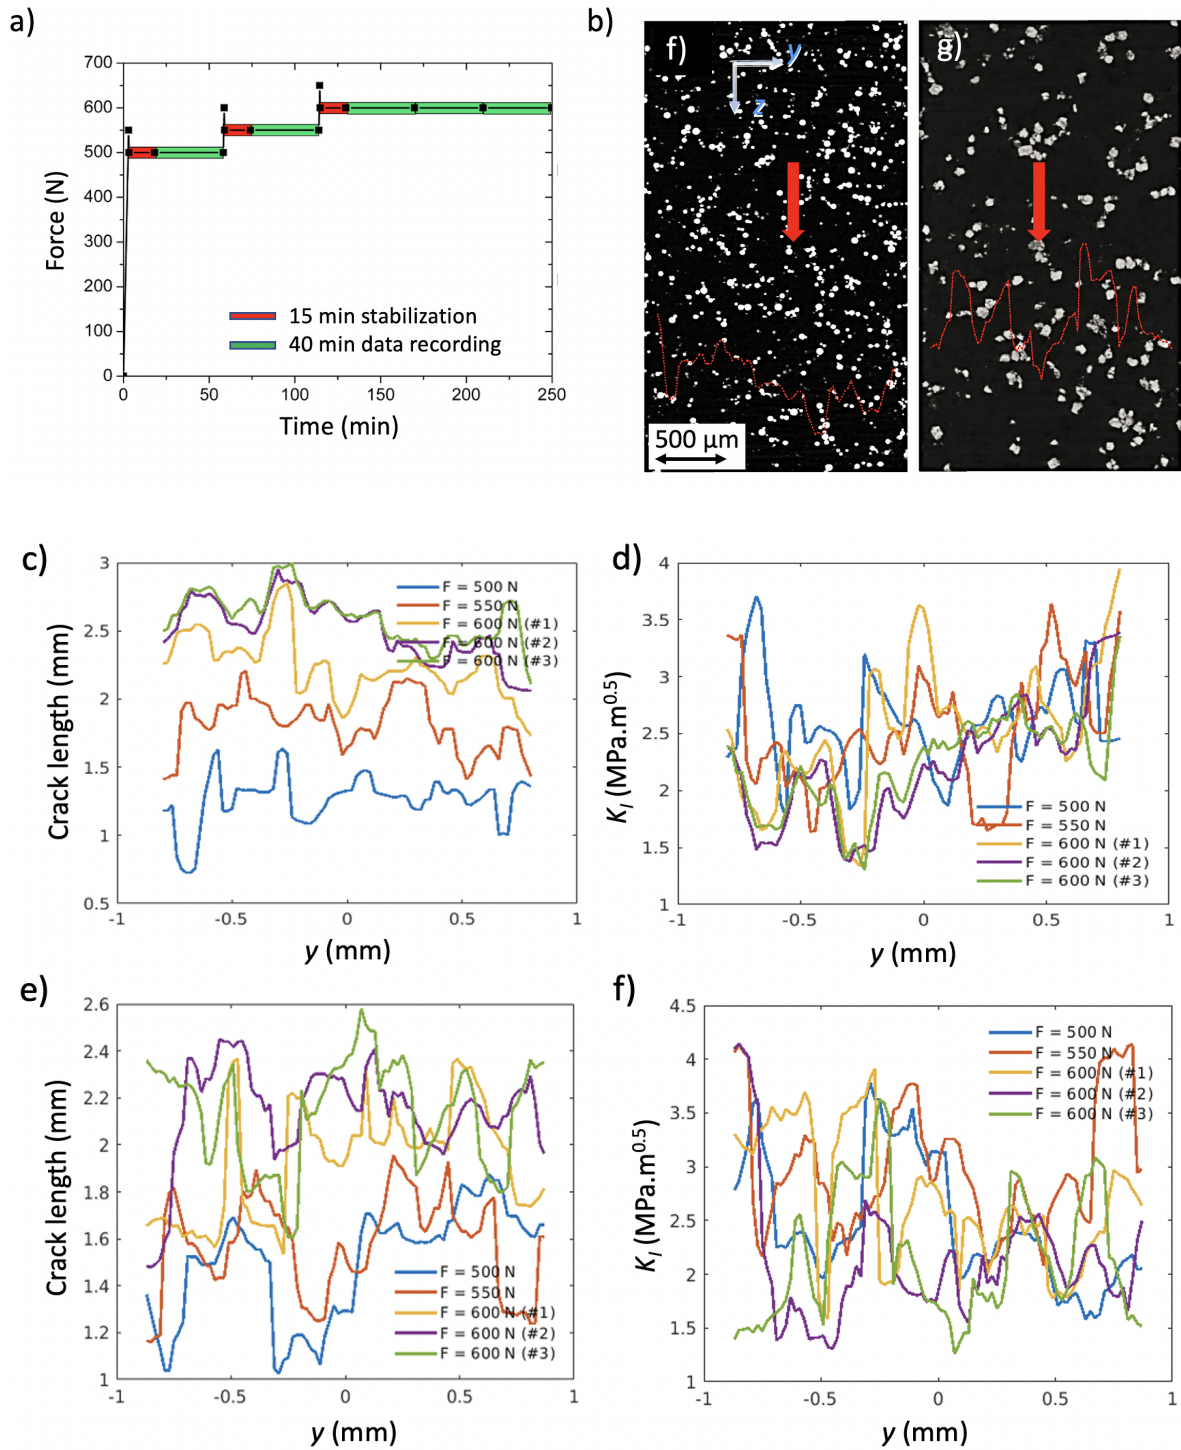 a)
700
600
500
400
300
200
100
0
Force (N)
15 min stabilization
40 min data recording
0 50 100 150 200 250
Time (min)
b)
f)
y
z
500 µm
g)
c)
3
2.5
2
1.5
1
0.5
Crack length (mm)
F = 500 N
F = 550 N
F = 600 N (#1)
F = 600 N (#2)
F = 600 N (#3)
-1 -0.5 0 0.5 1
y (mm)
d)
4
3.5
3
2.5
2
1.5
1
K_I (MPa.m^0.5)
F = 500 N
F = 550 N
F = 600 N (#1)
F = 600 N (#2)
F = 600 N (#3)
-1 -0.5 0 0.5 1
y (mm)
e)
2.6
2.4
2.2
2
1.8
1.6
1.4
1.2
1
Crack length (mm)
F = 500 N
F = 550 N
F = 600 N (#1)
F = 600 N (#2)
F = 600 N (#3)
-1 -0.5 0 0.5 1
y (mm)
f)
4.5
4
3.5
3
2.5
2
1.5
1
K_I (MPa.m^0.5)
F = 500 N
F = 550 N
F = 600 N (#1)
F = 600 N (#2)
F = 600 N (#3)
-1 -0.5 0 0.5 1
y (mm)